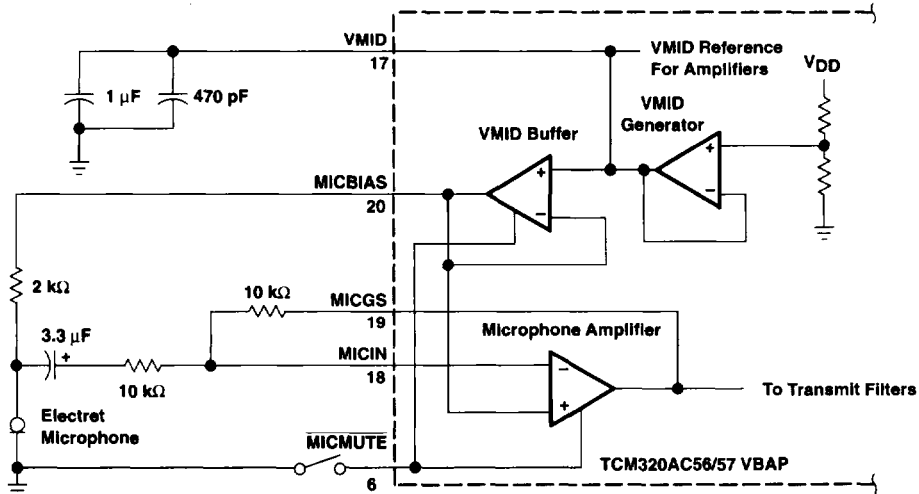 VMID
17
VMID Reference
For Amplifiers
VDD
1 µF
470 pF
VMID
Generator
VMID Buffer
+
−
+
−
MICBIAS
20
2 kΩ
10 kΩ
MICGS
19
Microphone Amplifier
3.3 µF
+
MICIN
18
−
10 kΩ
+
To Transmit Filters
Electret
Microphone
MICMUTE
6
TCM320AC56/57 VBAP